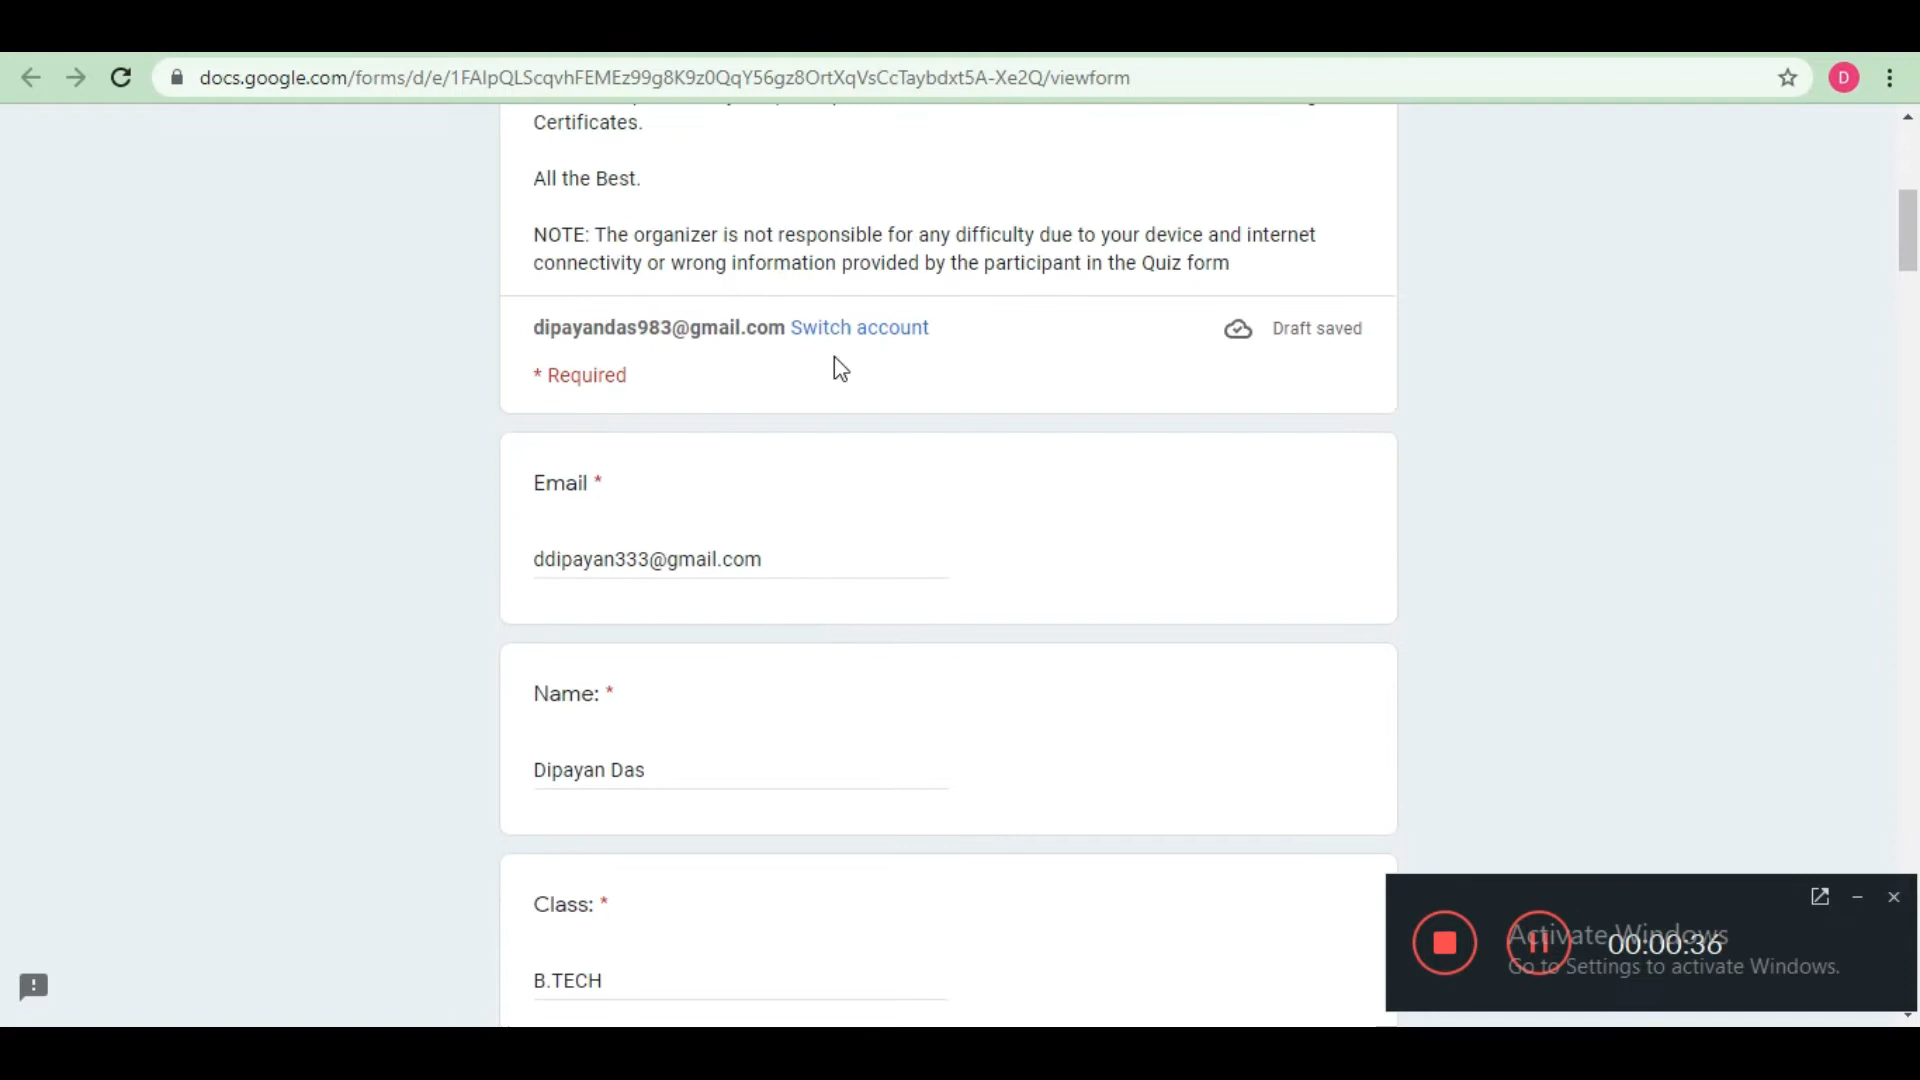 docs.google.com/forms/d/e/1FAIpQLScqvhFEMEz99g8K9z0QqY56gz8OrtXqVsCcTaybdxt5A-Xe2Q/viewform
D
Certificates.
All the Best.
NOTE: The organizer is not responsible for any difficulty due to your device and internet
connectivity or wrong information provided by the participant in the Quiz form
dipayandas983@gmail.com Switch account
Draft saved
* Required
Email *
ddipayan333@gmail.com
Name: *
Dipayan Das
Class: *
B.TECH
Activate Windows
00:00:36
Go to Settings to activate Windows.